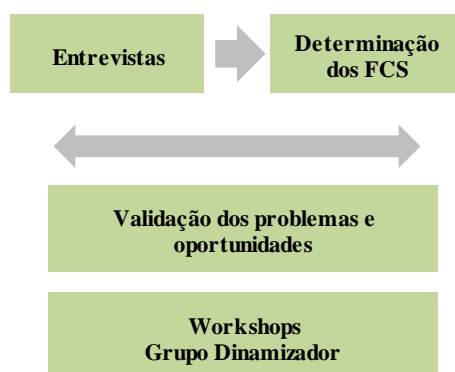 Entrevistas
Determinação
dos FCS
Validação dos problemas e
oportunidades
Workshops
Grupo Dinamizador